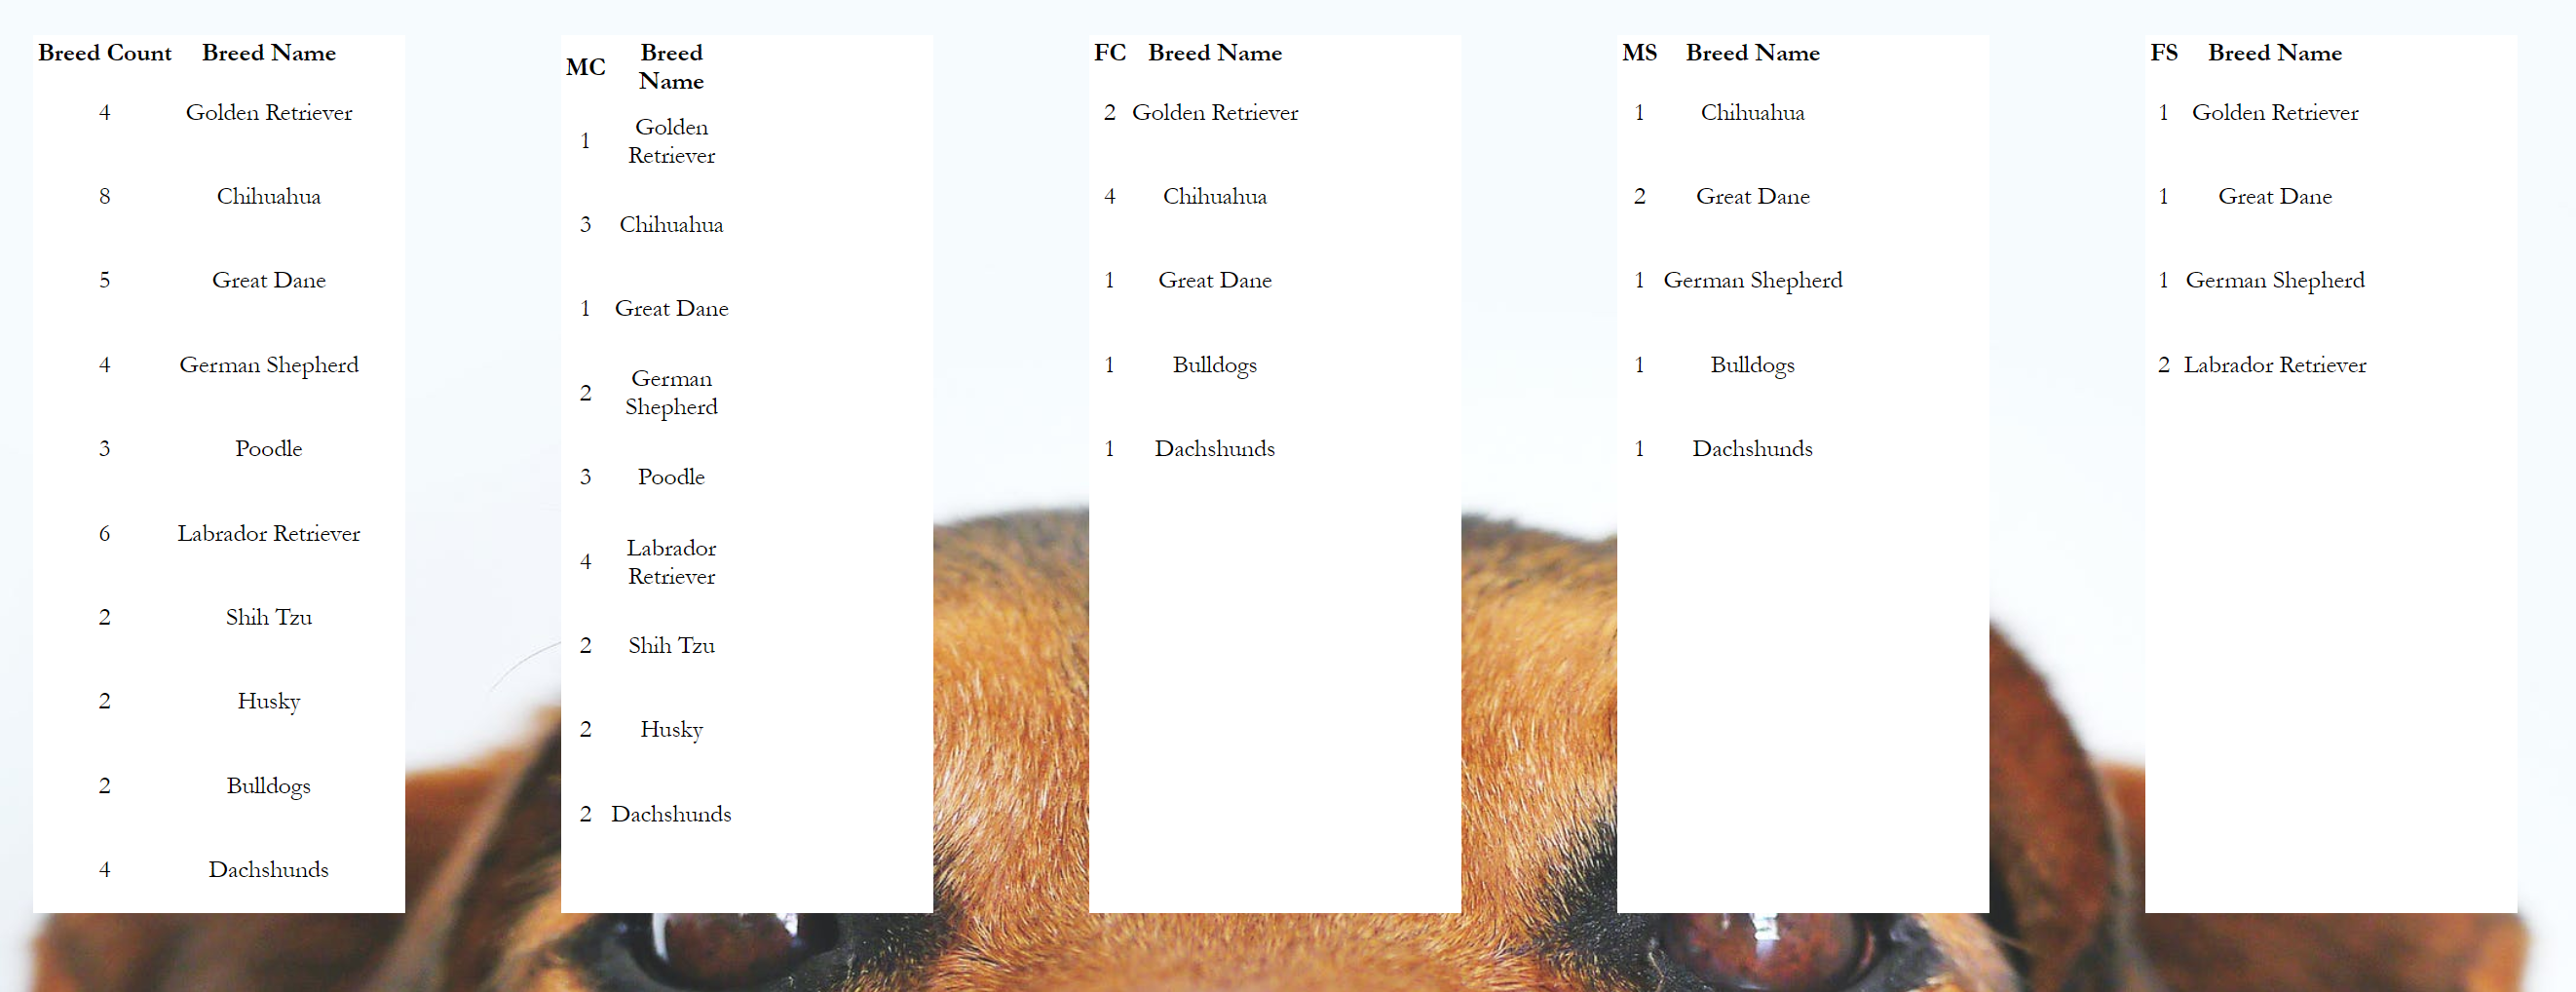 Breed Count Breed Name
4 Golden Retriever
8 Chihuahua
5 Great Dane
4 German Shepherd
3 Poodle
6 Labrador Retriever
2 Shih Tzu
2 Husky
2 Bulldogs
4 Dachshunds
MC Breed
Name
1 Golden
Retriever
3 Chihuahua
1 Great Dane
2 German
Shepherd
3 Poodle
4 Labrador
Retriever
2 Shih Tzu
2 Husky
2 Dachshunds
FC Breed Name
2 Golden Retriever
4 Chihuahua
1 Great Dane
1 Bulldogs
1 Dachshunds
MS Breed Name
1 Chihuahua
2 Great Dane
1 German Shepherd
1 Bulldogs
1 Dachshunds
FS Breed Name
1 Golden Retriever
1 Great Dane
1 German Shepherd
2 Labrador Retriever